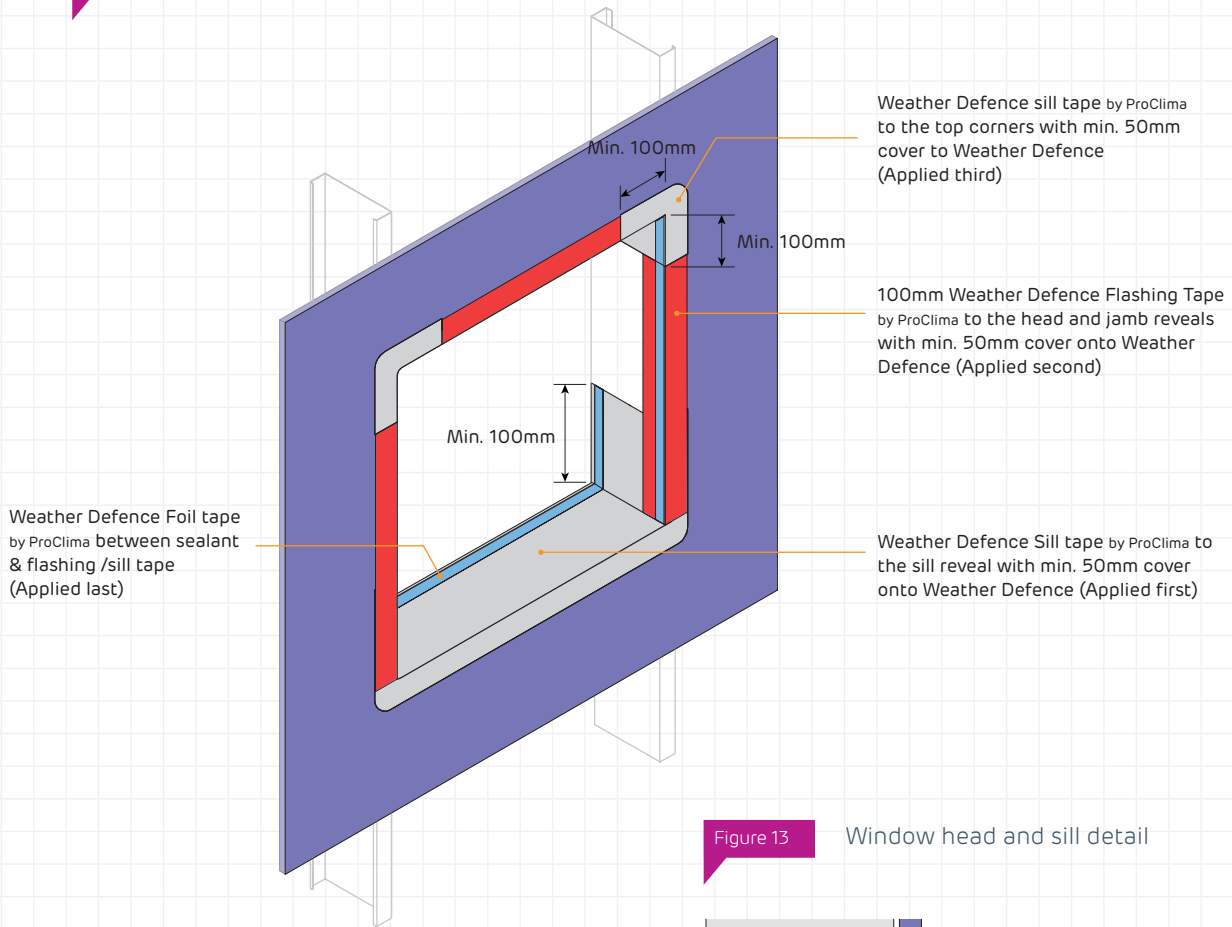 Weather Defence sill tape by ProClima
to the top corners with min. 50mm
cover to Weather Defence
(Applied third)
Min. 100mm
Min. 100mm
100mm Weather Defence Flashing Tape
by ProClima to the head and jamb reveals
with min. 50mm cover onto Weather
Defence (Applied second)
Min. 100mm
Weather Defence Foil tape
by ProClima between sealant
& flashing /sill tape
(Applied last)
Weather Defence Sill tape by ProClima to
the sill reveal with min. 50mm cover
onto Weather Defence (Applied first)
Figure 13
Window head and sill detail